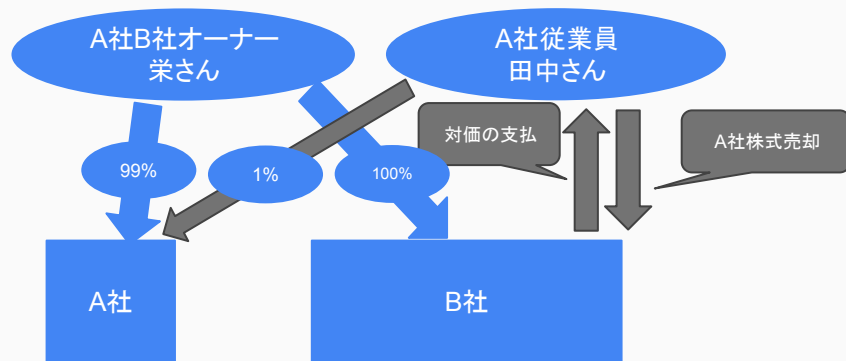 A社B社オーナー
栄さん
A社従業員
田中さん
対価の支払
A社株式売却
99%
1%
100%
A社
B社